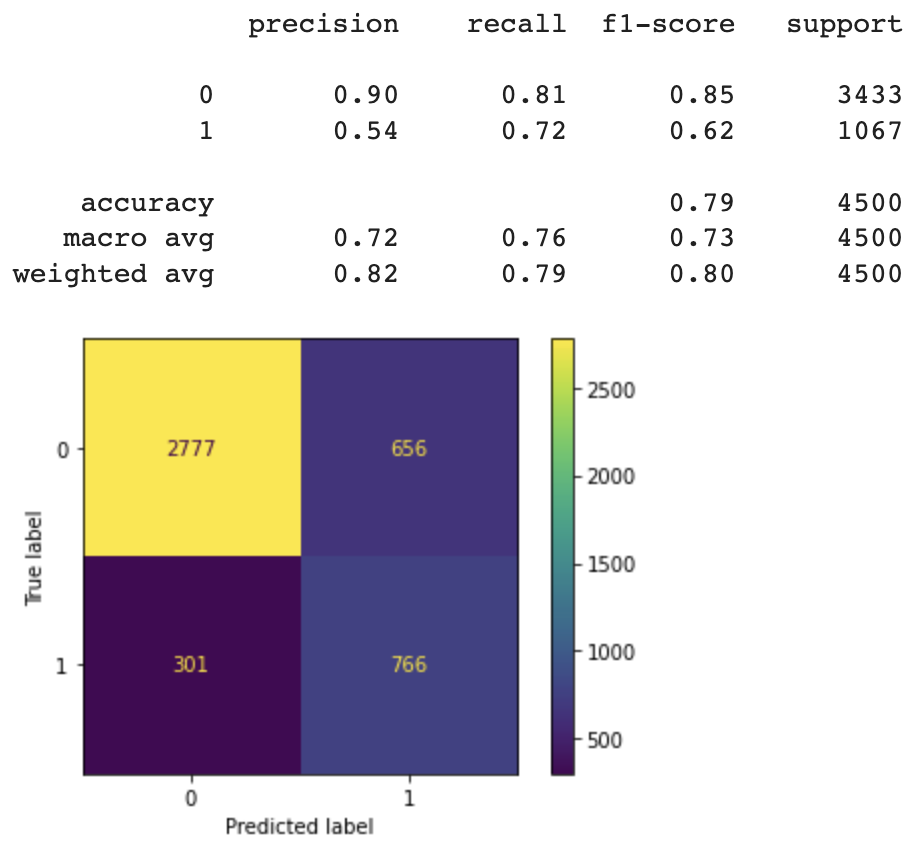 precision recall f1-score support
0 0.90 0.81 0.85 3433
1 0.54 0.72 0.62 1067
accuracy 0.79 4500
macro avg 0.72 0.76 0.73 4500
weighted avg 0.82 0.79 0.80 4500
2500
2000
1500
1000
500
True label
0 2777 656
1 301 766
0 1
Predicted label